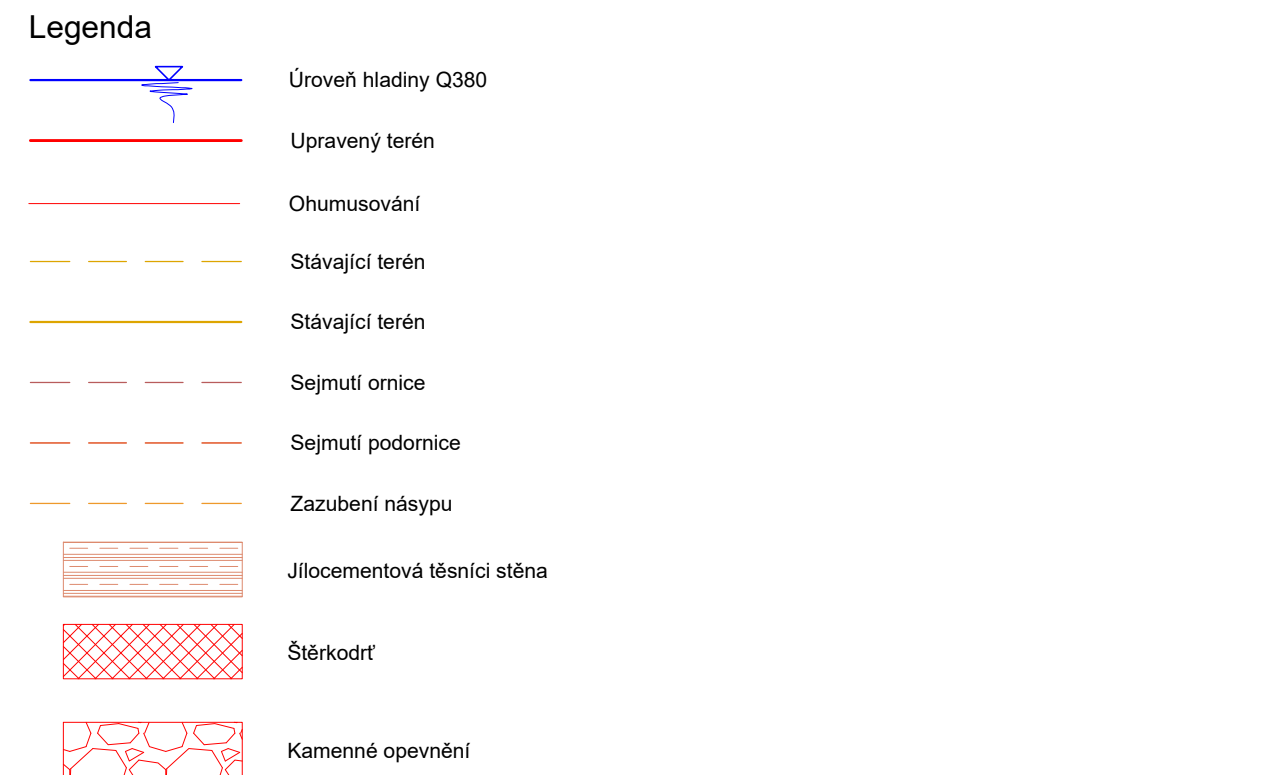 Legenda
Úroveň hladiny Q380
Upravený terén
Ohumusování
Stávající terén
Stávající terén
Sejmutí ornice
Sejmutí podornice
Zazubení násypu
Jílocementová těsníci stěna
Štěrkodrť
Kamenné opevnění